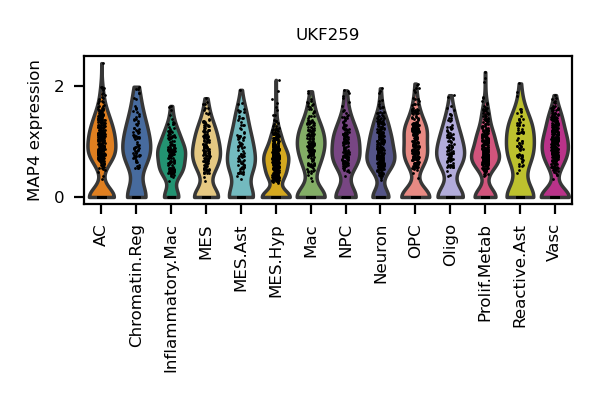 UKF259
MAP4 expression
2
0
AC
Chromatin.Reg
Inflammatory.Mac
MES
MES.Ast
MES.Hyp
Mac
NPC
Neuron
OPC
Oligo
Prolif.Metab
Reactive.Ast
Vasc